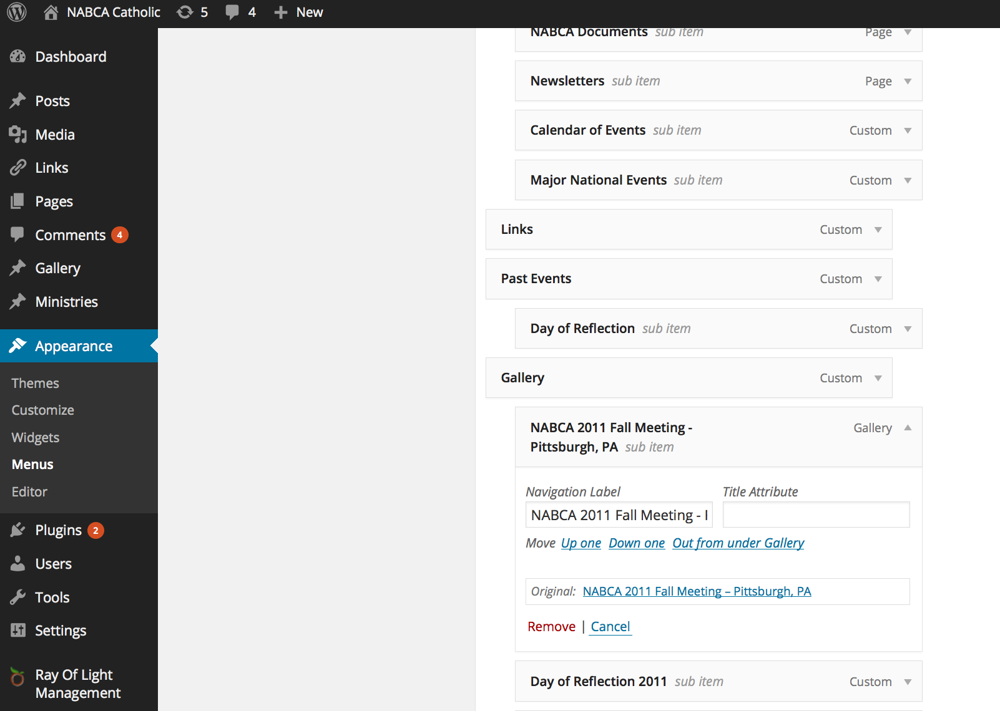 NABCA Catholic 5 4 New
Dashboard
Posts
Media
Links
Pages
Comments 4
Gallery
Ministries
Appearance
Themes
Customize
Widgets
Menus
Editor
Plugins 2
Users
Tools
Settings
Ray Of Light
Management
NABCA Documents sub item Page
Newsletters sub item Page
Calendar of Events sub item Custom
Major National Events sub item Custom
Links Custom
Past Events Custom
Day of Reflection sub item Custom
Gallery Custom
NABCA 2011 Fall Meeting - Gallery
Pittsburgh, PA sub item
Navigation Label Title Attribute
NABCA 2011 Fall Meeting -
Move Up one Down one Out from under Gallery
Original: NABCA 2011 Fall Meeting – Pittsburgh, PA
Remove | Cancel
Day of Reflection 2011 sub item Custom